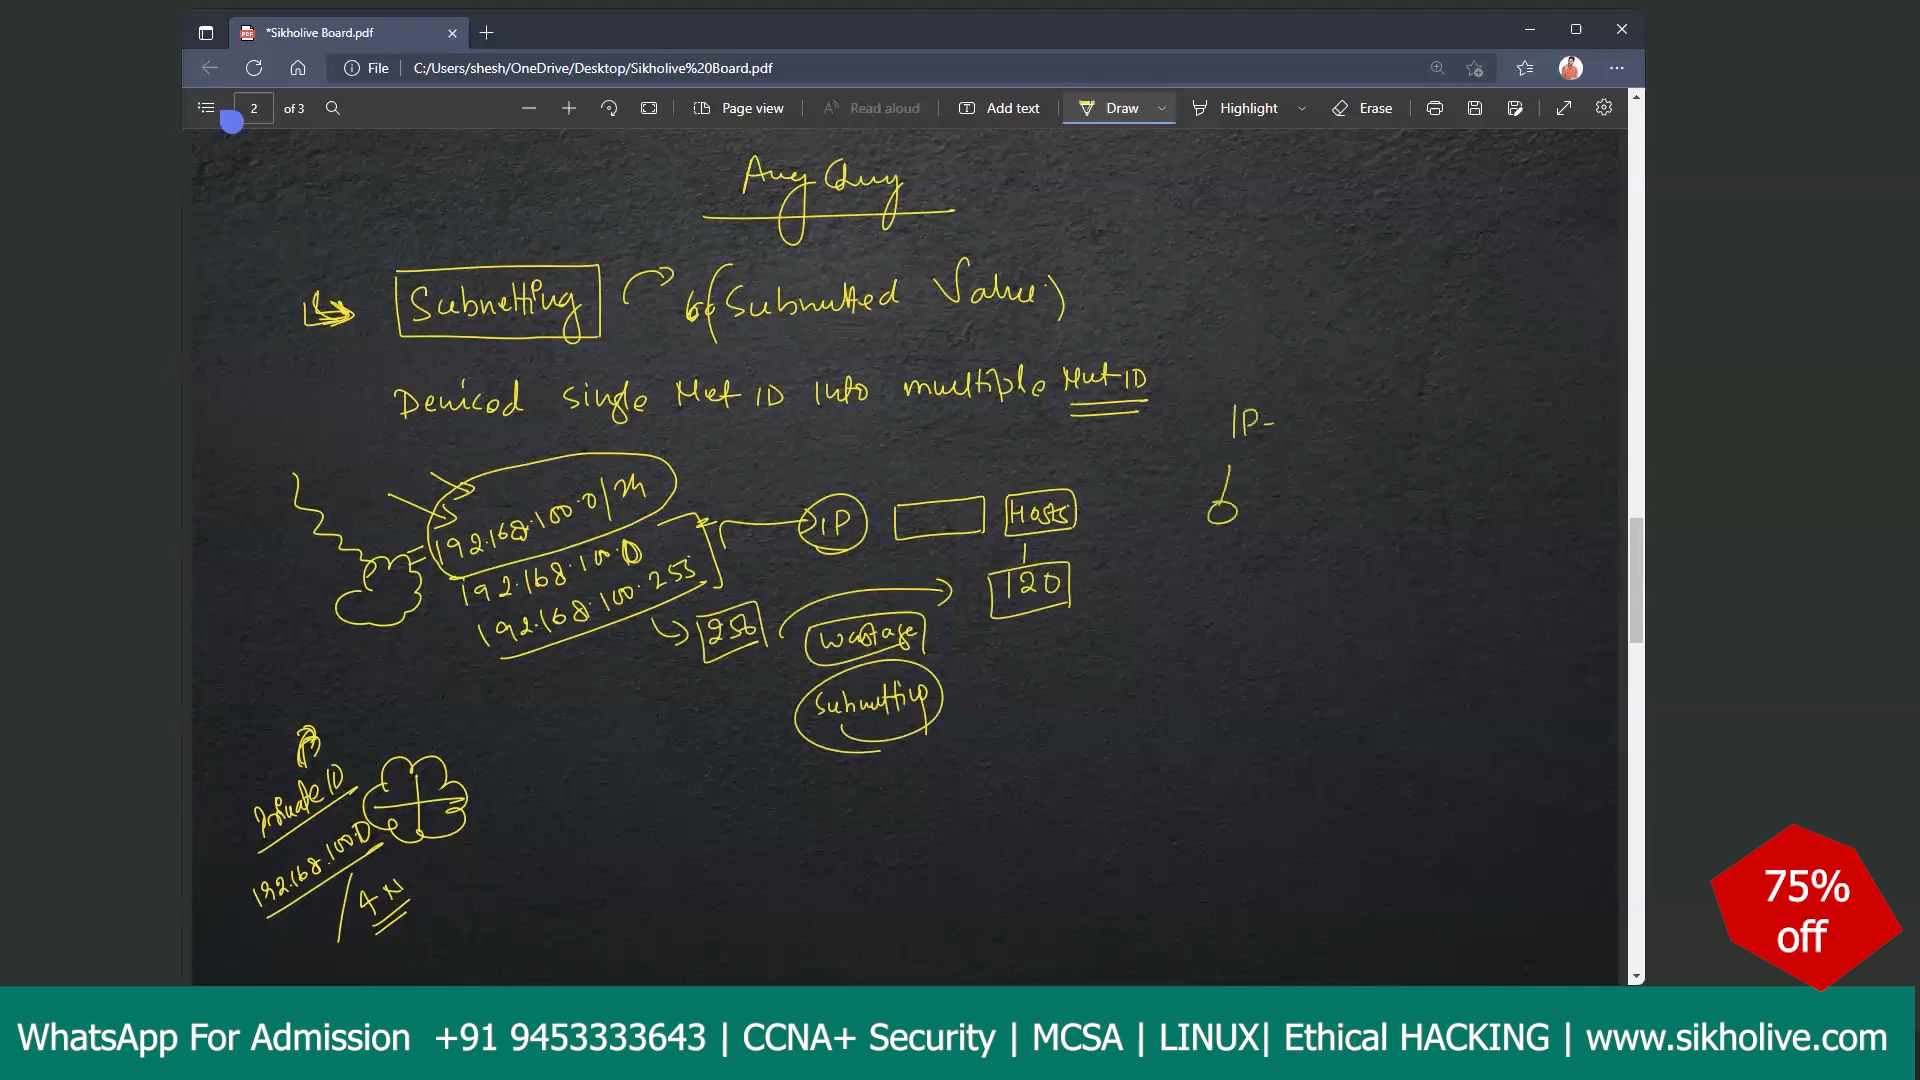 *Sikholive Board.pdf
File C:/Users/shesh/OneDrive/Desktop/Sikholive%20Board.pdf
2 of 3 Page view Read aloud Add text Draw Highlight Erase
Any Query
Subnetting (Subnetted Value)
single Net ID Into multiple Net ID
IP-
192.168.100.0/24
192.168.100.0
192.168.100.255
IP
Hosts
256
120
Wastage
Subnetting
Private ID
192.168.100.0
4 N
75%
off
WhatsApp For Admission +91 9453333643 | CCNA+ Security | MCSA | LINUX| Ethical HACKING | www.sikholive.com